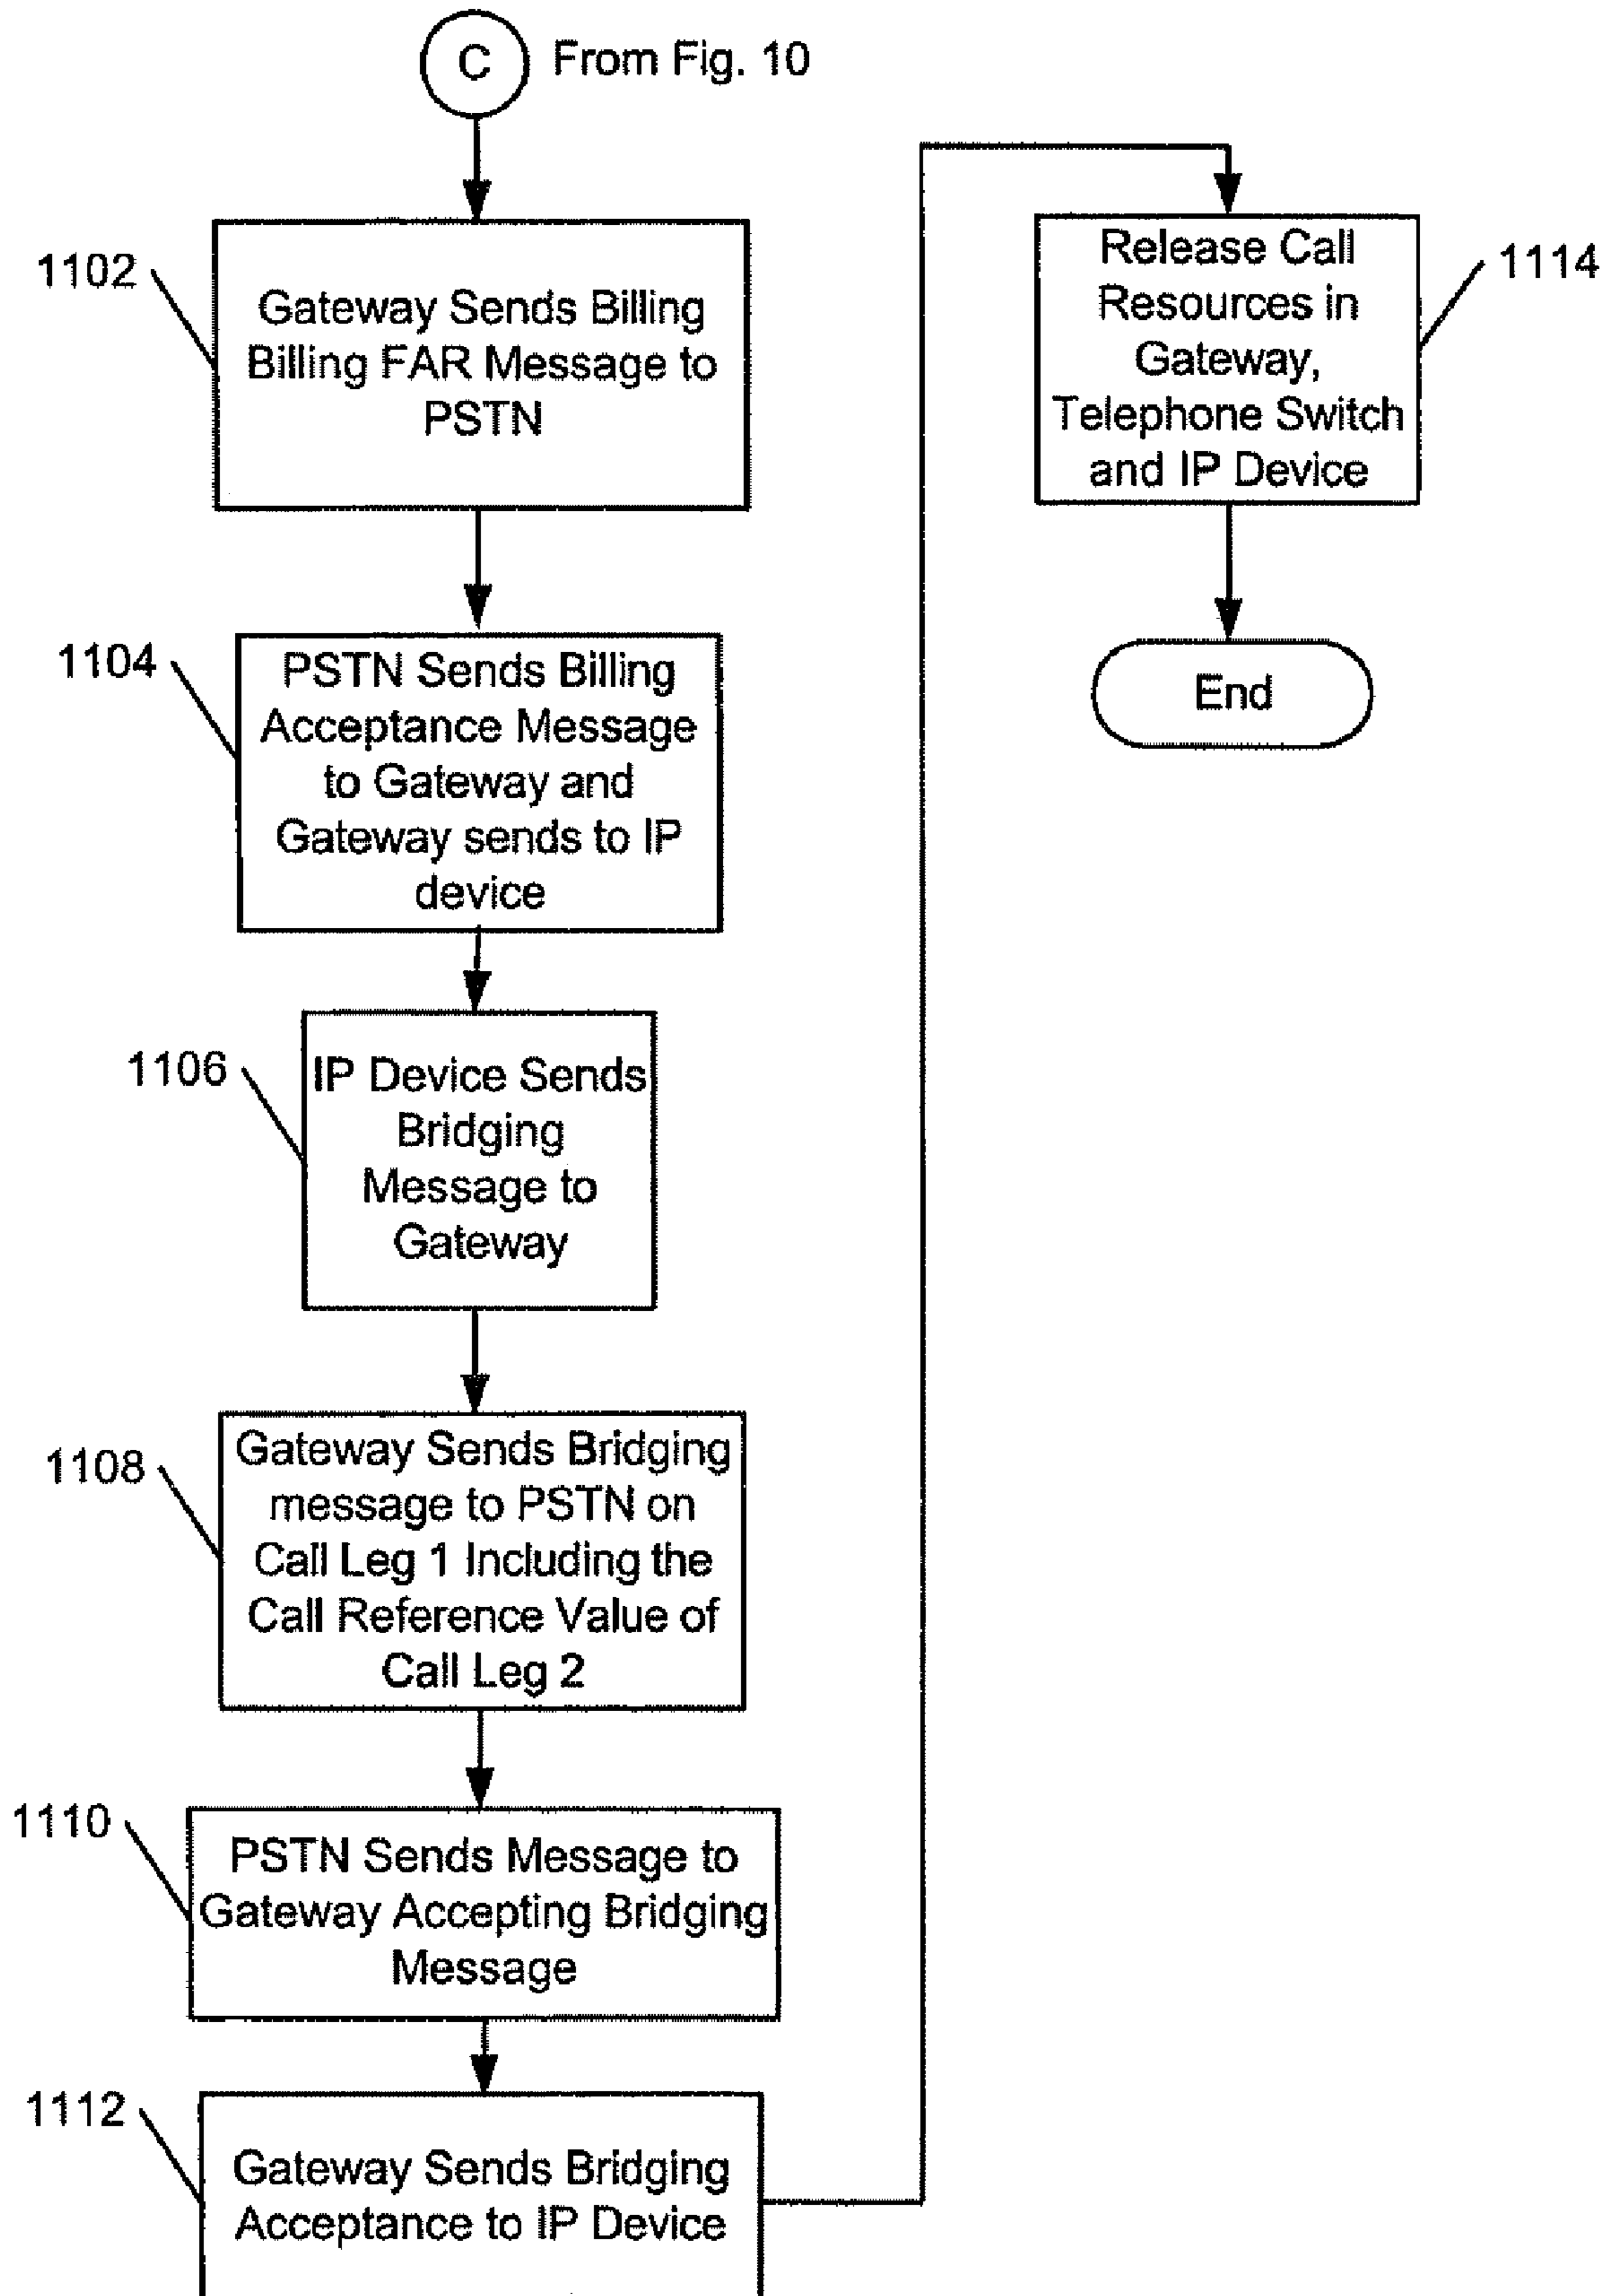 C From Fig. 10
1102
Gateway Sends Billing
Billing FAR Message to
PSTN
1104
PSTN Sends Billing
Acceptance Message
to Gateway and
Gateway sends to IP
device
1106
IP Device Sends
Bridging
Message to
Gateway
1108
Gateway Sends Bridging
message to PSTN on
Call Leg 1 Including the
Call Reference Value of
Call Leg 2
1110
PSTN Sends Message to
Gateway Accepting Bridging
Message
1112
Gateway Sends Bridging
Acceptance to IP Device
1114
Release Call
Resources in
Gateway,
Telephone Switch
and IP Device
End